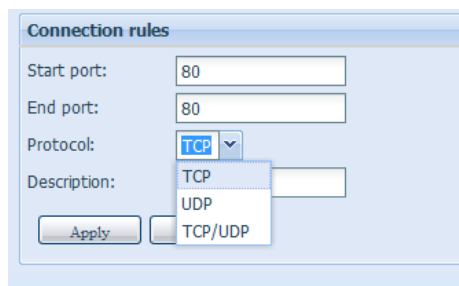 Connection rules
Start port: 80
End port: 80
Protocol: TCP
Description: TCP
UDP
Apply TCP/UDP